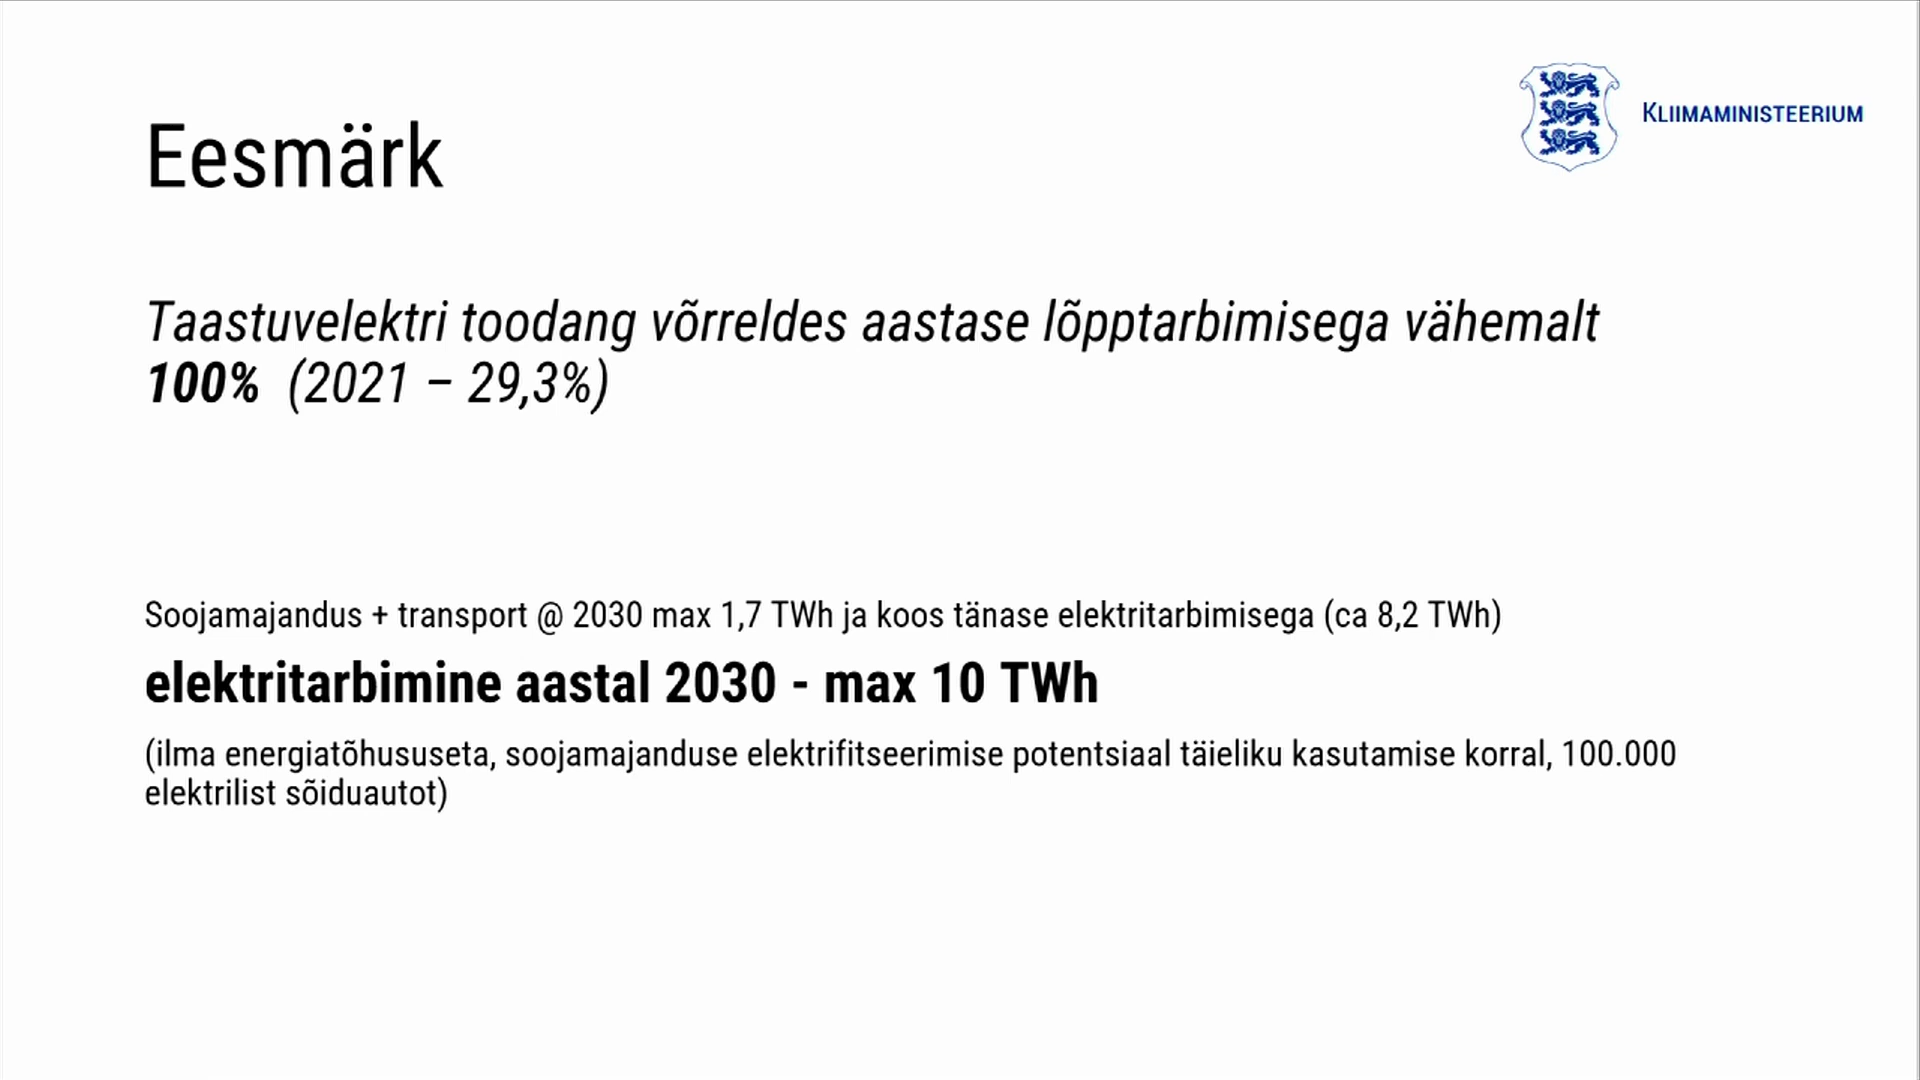 KLIIMAMINISTEERIUM
Eesmärk
Taastuvelektri toodang võrreldes aastase lõpptarbimisega vähemalt
100% (2021 – 29,3%)
Soojamajandus + transport @ 2030 max 1,7 TWh ja koos tänase elektritarbimisega (ca 8,2 TWh)
elektritarbimine aastal 2030 - max 10 TWh
(ilma energiatõhususeta, soojamajanduse elektrifitseerimise potentsiaal täieliku kasutamise korral, 100.000
elektrilist sõiduautot)